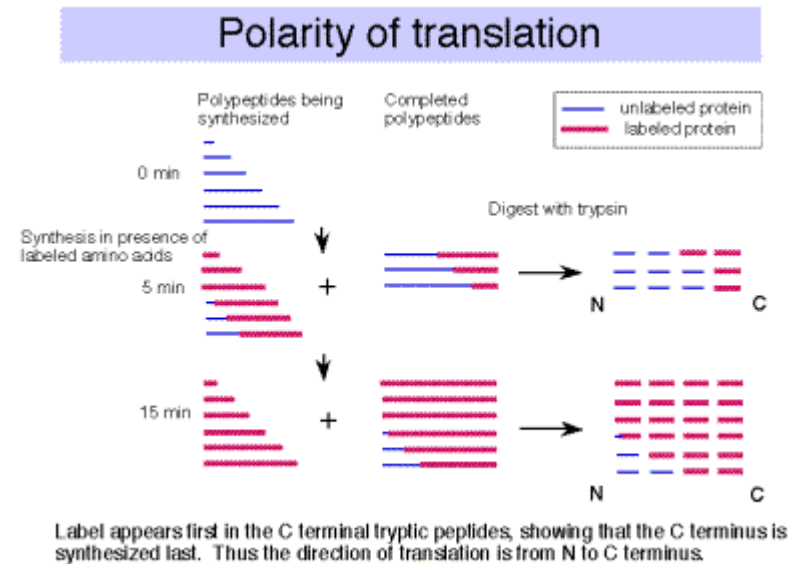 Polarity of translation
Polypeptides being
synthesized
Completed
polypeptides
unlabeled protein
labeled protein
0 min
Digest with trypsin
Synthesis in presence of
labeled amino acids
5 min
+
N
C
15 min
+
N
C
Label appears first in the C terminal tryptic peptides, showing that the C terminus is
synthesized last. Thus the direction of translation is from N to C terminus.